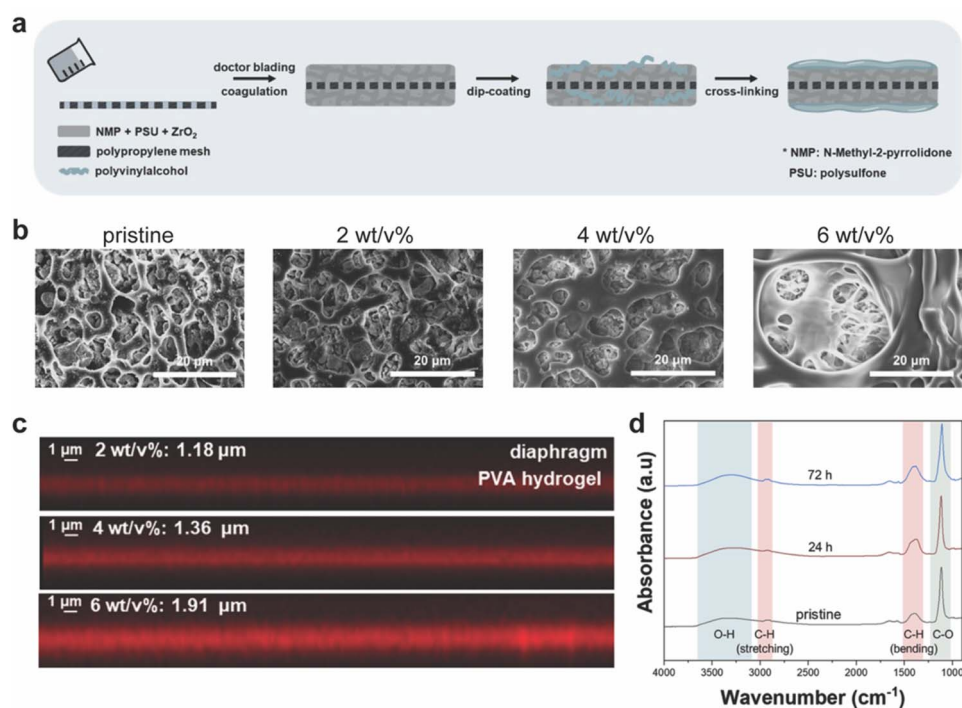 a
doctor blading
coagulation
dip-coating
cross-linking
NMP + PSU + ZrO₂
polypropylene mesh
polyvinylalcohol
* NMP: N-Methyl-2-pyrrolidone
PSU: polysulfone
b
pristine
2 wt/v%
4 wt/v%
6 wt/v%
20 μm
20 μm
20 μm
20 μm
c
1 μm 2 wt/v%: 1.18 μm
diaphragm
PVA hydrogel
1 μm 4 wt/v%: 1.36 μm
1 μm 6 wt/v%: 1.91 μm
d
Absorbance (a.u)
72 h
24 h
pristine
O-H
C-H
(stretching)
C-H
(bending)
C-O
4000 3500 3000 2500 2000 1500 1000
Wavenumber (cm⁻¹)